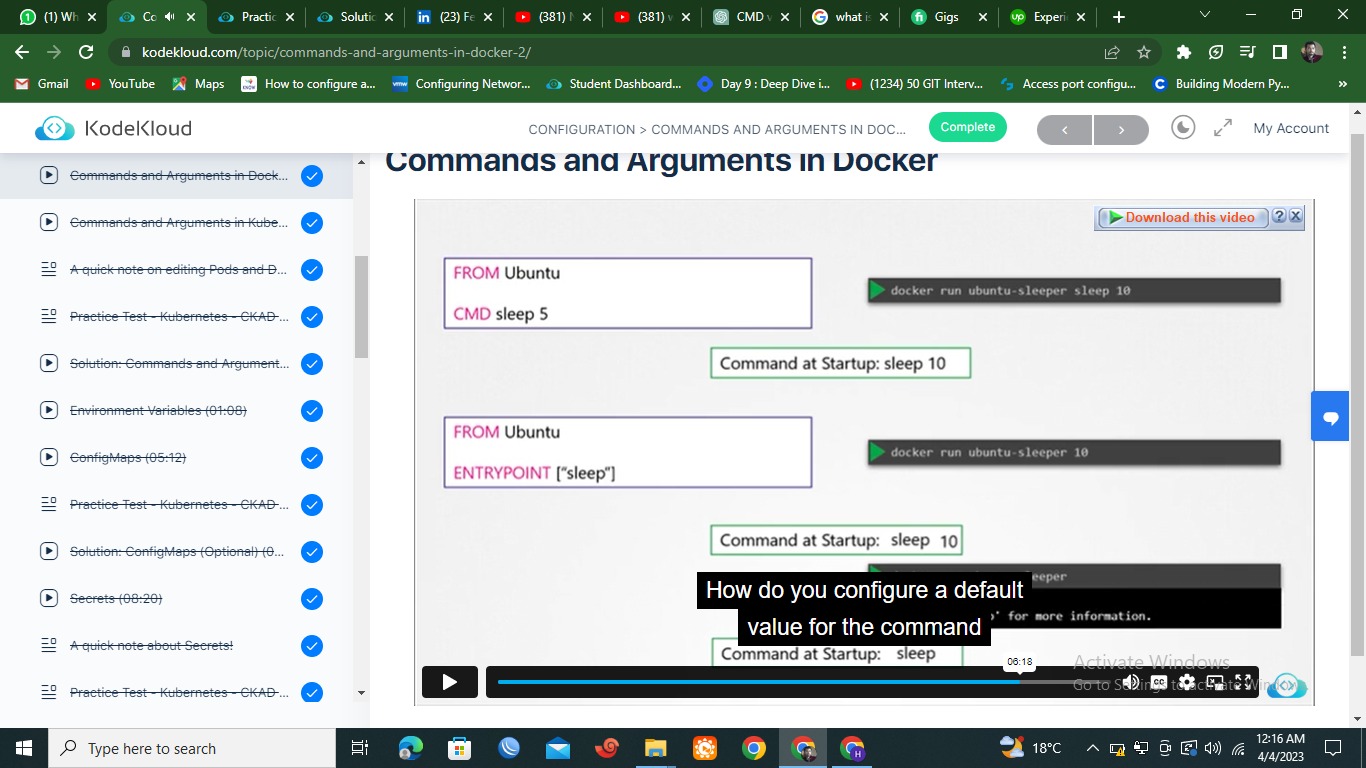 (1) Wh
Co
Practic
Solutic
(23) Fe
(381) N
(381) v
CMD v
what is
Gigs
Experi
kodekloud.com/topic/commands-and-arguments-in-docker-2/
Gmail
YouTube
Maps
How to configure a...
Configuring Networ...
Student Dashboard...
Day 9 : Deep Dive i...
(1234) 50 GIT Interv...
Access port configu...
Building Modern Py...
KodeKloud
CONFIGURATION > COMMANDS AND ARGUMENTS IN DOC...
Complete
My Account
Commands and Arguments in Dock...
Commands and Arguments in Kube...
A quick note on editing Pods and D...
Practice Test - Kubernetes - CKAD ...
Solution: Commands and Argument...
Environment Variables (01:08)
ConfigMaps (05:12)
Practice Test - Kubernetes - CKAD ...
Solution: ConfigMaps (Optional) (0...
Secrets (08:20)
A quick note about Secrets!
Practice Test - Kubernetes - CKAD ...
Commands and Arguments in Docker
Download this video
FROM Ubuntu
CMD sleep 5
docker run ubuntu-sleeper sleep 10
Command at Startup: sleep 10
FROM Ubuntu
ENTRYPOINT ["sleep"]
docker run ubuntu-sleeper 10
Command at Startup: sleep 10
eeper
for more information.
How do you configure a default
value for the command
Command at Startup: sleep
06:18
Activate Windows
Go to
Type here to search
18°C
12:16 AM
4/4/2023